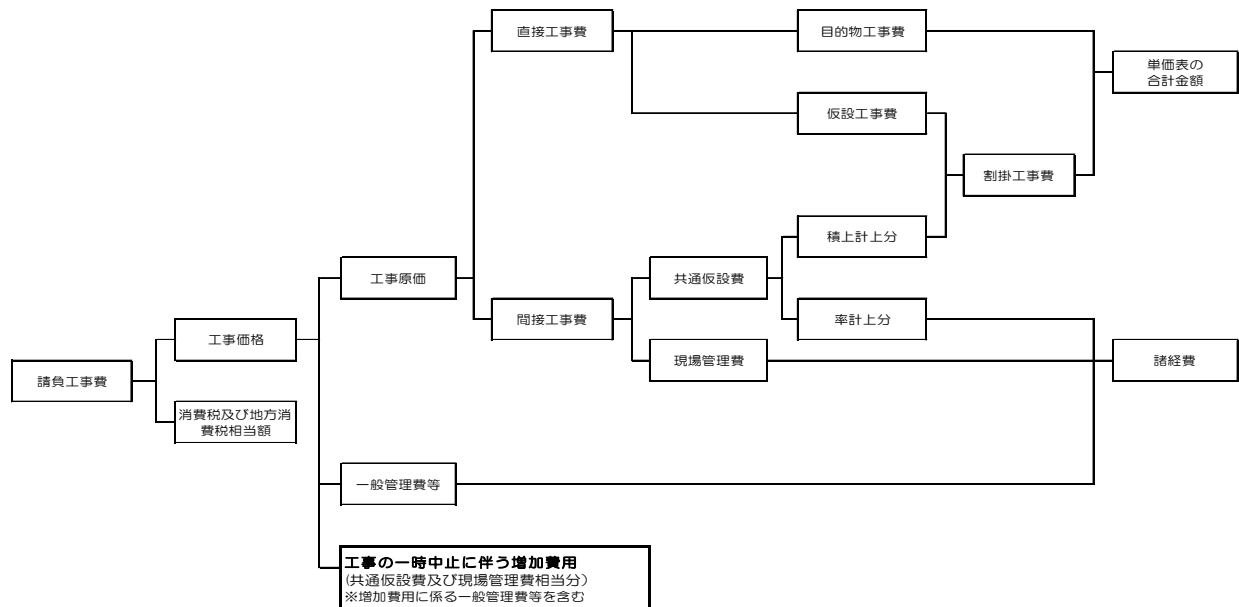 直接工事費
目的物工事費
単価表の
合計金額
仮設工事費
割掛工事費
積上計上分
工事原価
共通仮設費
間接工事費
率計上分
工事価格
現場管理費
諸経費
請負工事費
消費税及び地方消
費税相当額
一般管理費等
工事の一時中止に伴う増加費用
(共通仮設費及び現場管理費相当分)
※増加費用に係る一般管理費等を含む